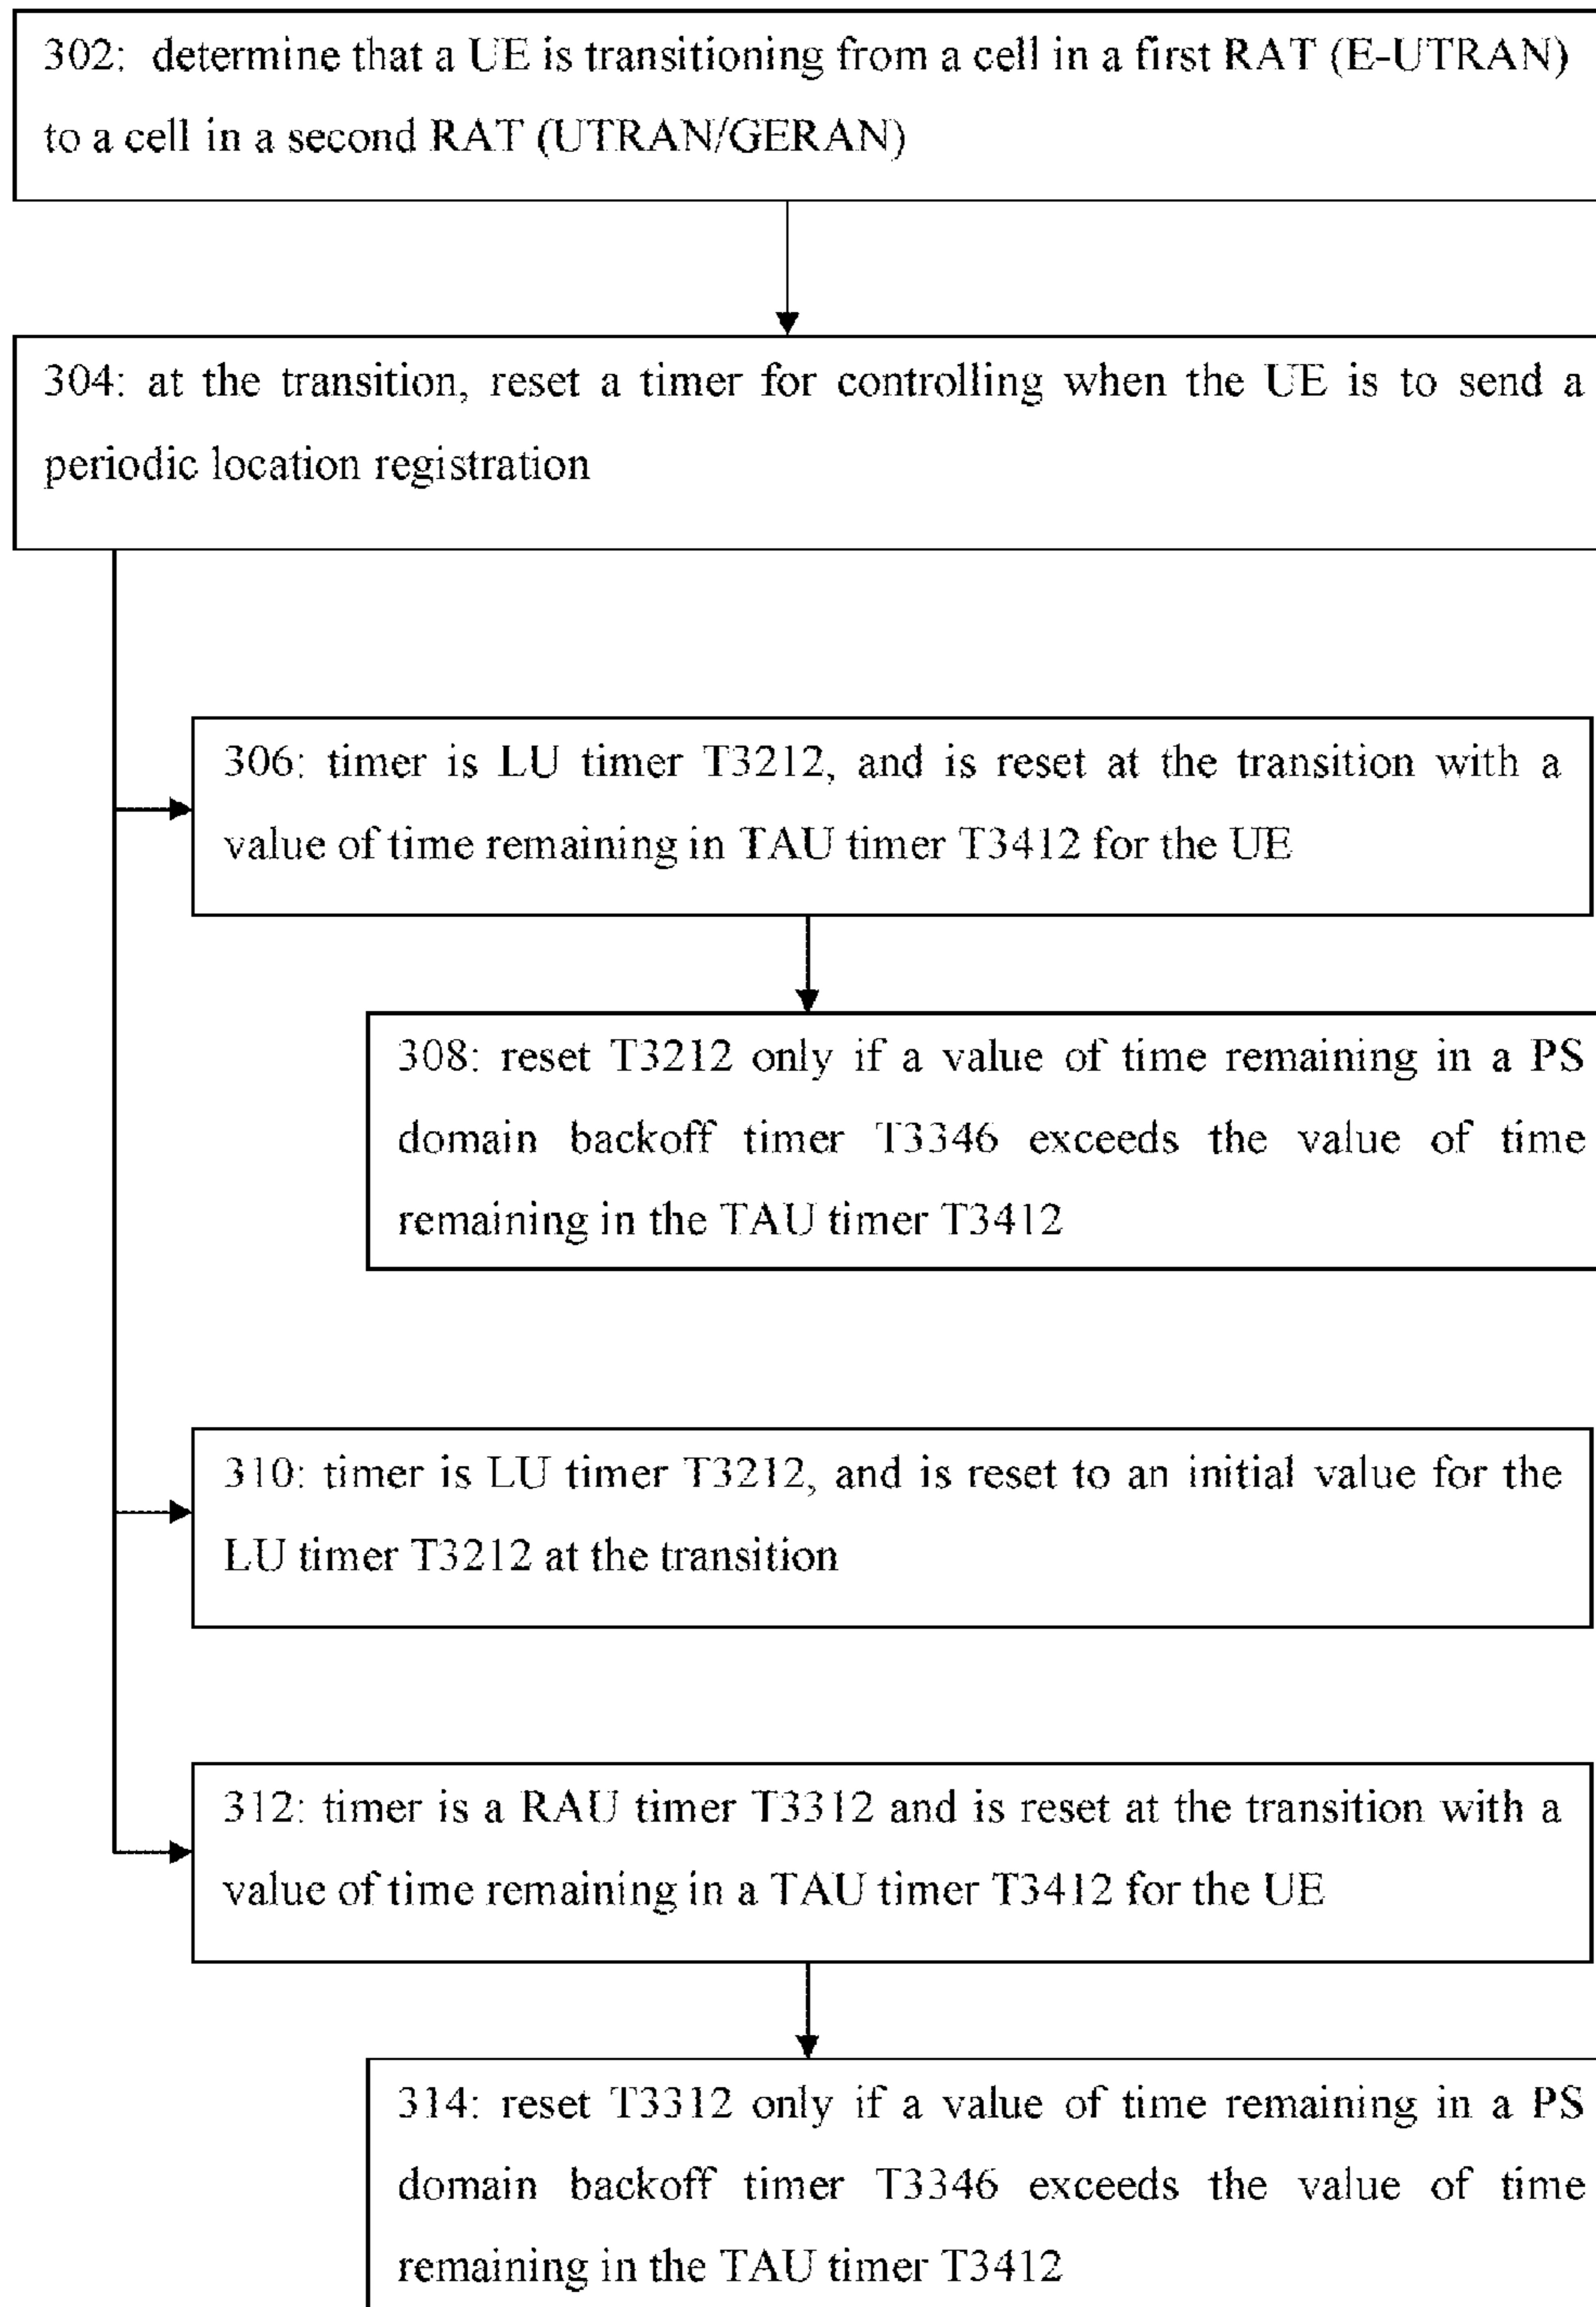 302: determine that a UE is transitioning from a cell in a first RAT (E-UTRAN)
to a cell in a second RAT (UTRAN/GERAN)
304: at the transition, reset a timer for controlling when the UE is to send a
periodic location registration
306: timer is LU timer T3212, and is reset at the transition with a
value of time remaining in TAU timer T3412 for the UE
308: reset T3212 only if a value of time remaining in a PS
domain backoff timer T3346 exceeds the value of time
remaining in the TAU timer T3412
310: timer is LU timer T3212, and is reset to an initial value for the
LU timer T3212 at the transition
312: timer is a RAU timer T3312 and is reset at the transition with a
value of time remaining in a TAU timer T3412 for the UE
314: reset T3312 only if a value of time remaining in a PS
domain backoff timer T3346 exceeds the value of time
remaining in the TAU timer T3412